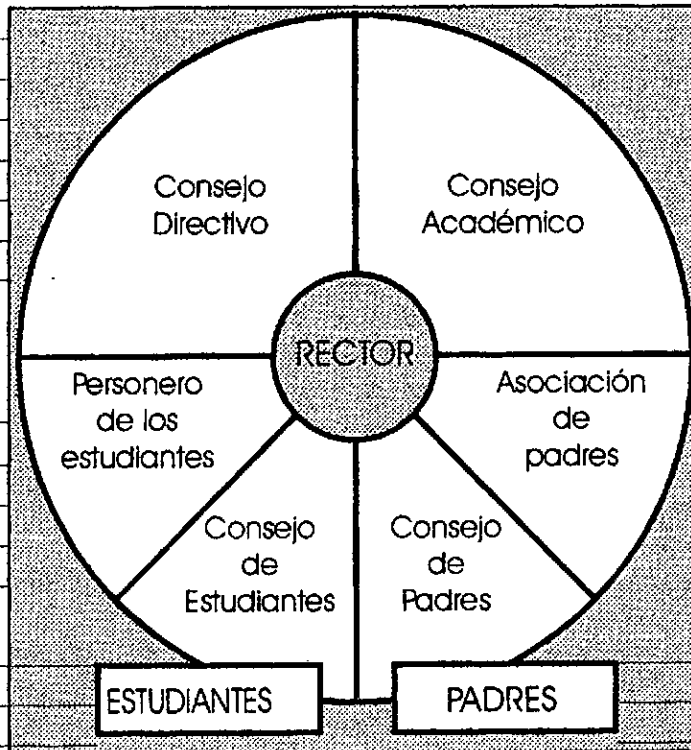 Consejo
Directivo
Consejo
Académico
RECTOR
Personero
de los
estudiantes
Asociación
de
padres
Consejo
de
Estudiantes
Consejo
de
Padres
ESTUDIANTES
PADRES